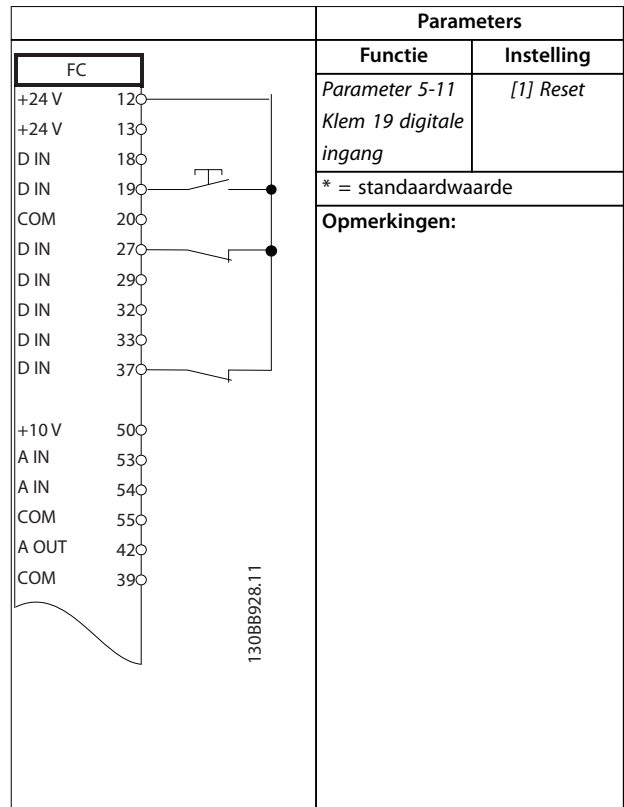 Parameters
Functie Instelling
Parameter 5-11 [1] Reset
Klem 19 digitale
ingang
* = standaardwaarde
Opmerkingen:
FC
+24 V 12
+24 V 13
D IN 18
D IN 19
COM 20
D IN 27
D IN 29
D IN 32
D IN 33
D IN 37
+10 V 50
A IN 53
A IN 54
COM 55
A OUT 42
COM 39
130BB928.11